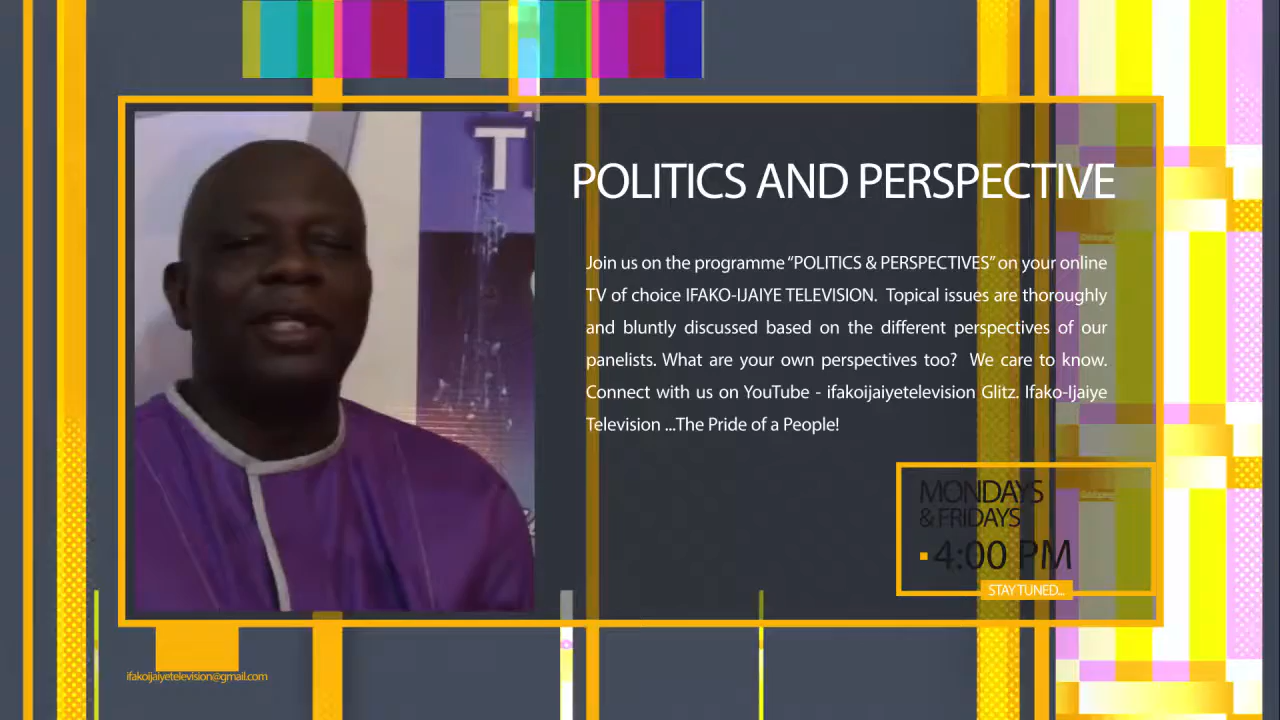 POLITICS AND PERSPECTIVE
Join us on the programme “POLITICS & PERSPECTIVES” on your online
TV of choice IFAKO-IJAIYE TELEVISION. Topical issues are thoroughly
and bluntly discussed based on the different perspectives of our
panelists. What are your own perspectives too? We care to know.
Connect with us on YouTube - ifakoijaiyetelevision Glitz. Ifako-Ijaiye
Television ...The Pride of a People!
MONDAYS
& FRIDAYS
4:00 PM
STAY TUNED...
ifakoijaiyetelevision@gmail.com